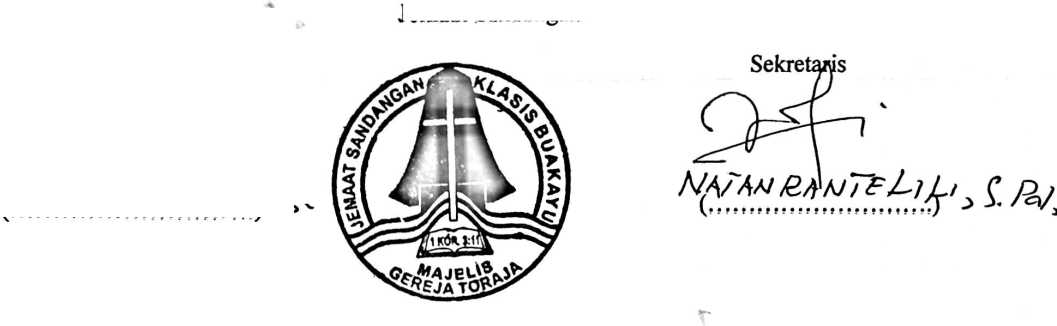 Sekretaris
JEMAAT SANDANGAN KLASIS BUAKAYU
1 KOR. 3:11
MAJELIS
GEREJA TORAJA
NATAN RANTELILI, S. Pd,
(..............................)
(..............................)